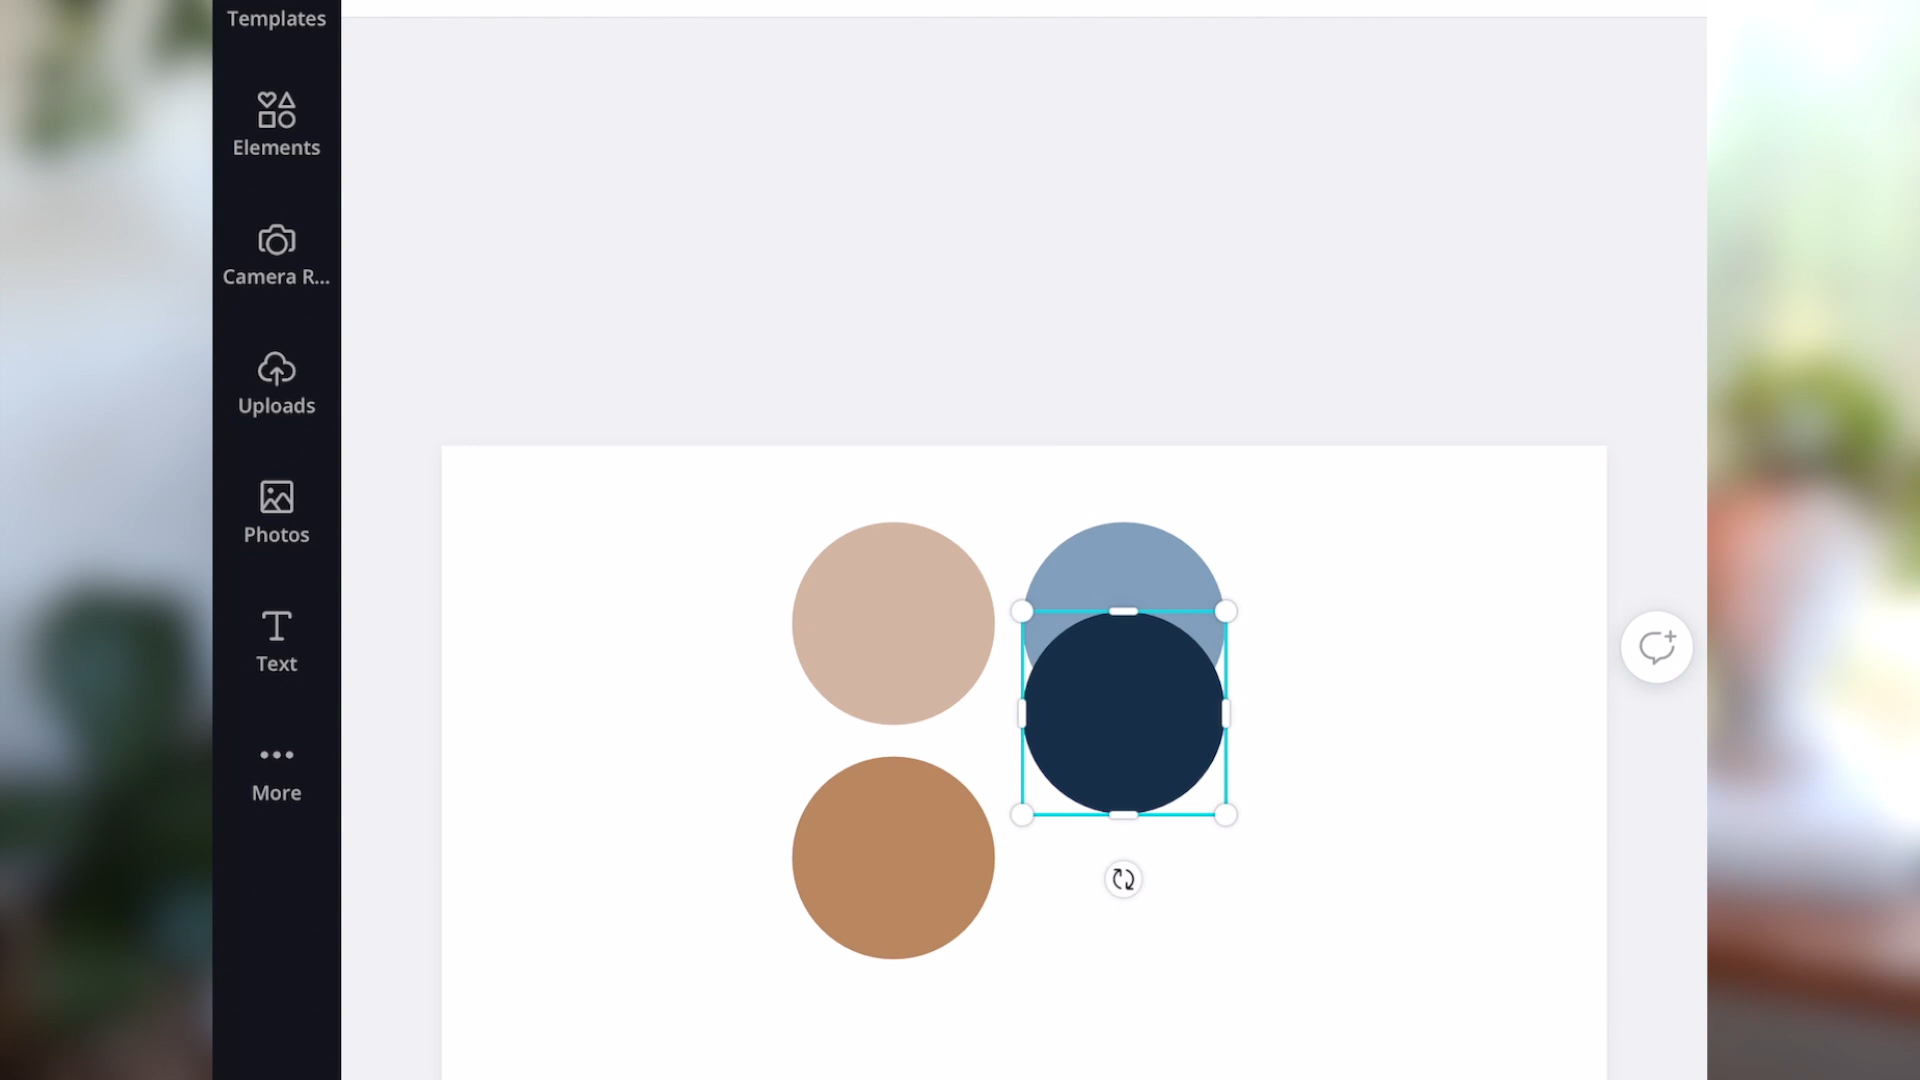 Templates
Elements
Camera R...
Uploads
Photos
Text
More